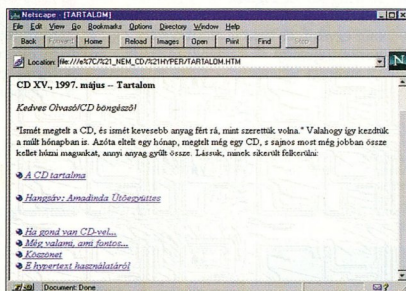 Netscape - [TARTALOM]
File Edit View Go Bookmarks Options Directory Window Help
Back Forward Home Reload Images Open Print Find Stop
Location: file:///e%7C/%21_NEM_CD/%21HYPER/TARTALOM.HTM
N
CD XV., 1997. május -- Tartalom
Kedves Olvasó/CD böngésző!
"Ismét megtelt a CD, és ismét kevesebb anyag fért rá, mint szerettük volna." Valahogy így kezdtük
a múlt hónapban is. Azóta eltelt egy hónap, megtelt még egy CD, s sajnos most még jobban össze
kellet húzni magunkat, annyi anyag gyűlt össze. Lássuk, minek sikerült felkerülni:
A CD tartalma
Hangsáv: Amadinda Ütőegyüttes
Ha gond van CD-vel...
Még valami, ami fontos...
Köszönet
E hypertext használatáról
Document: Done